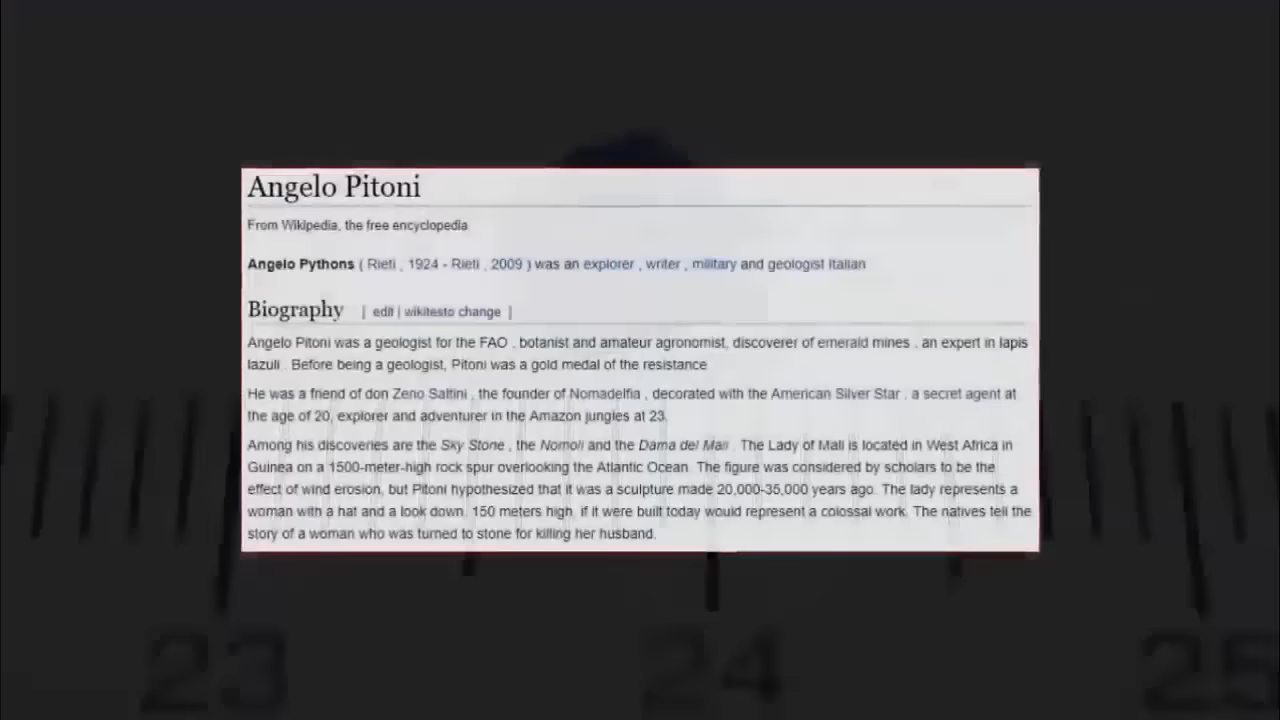 Angelo Pitoni
From Wikipedia, the free encyclopedia
Angelo Pythons ( Rieti , 1924 - Rieti , 2009 ) was an explorer , writer , military and geologist Italian
Biography [ edit | wikitesto change ]
Angelo Pitoni was a geologist for the FAO , botanist and amateur agronomist, discoverer of emerald mines , an expert in lapis
lazuli . Before being a geologist, Pitoni was a gold medal of the resistance
He was a friend of don Zeno Saltini , the founder of Nomadelfia , decorated with the American Silver Star , a secret agent at
the age of 20, explorer and adventurer in the Amazon jungles at 23.
Among his discoveries are the Sky Stone , the Nomoli and the Dama del Mali . The Lady of Mali is located in West Africa in
Guinea on a 1500-meter-high rock spur overlooking the Atlantic Ocean. The figure was considered by scholars to be the
effect of wind erosion, but Pitoni hypothesized that it was a sculpture made 20,000-35,000 years ago. The lady represents a
woman with a hat and a look down. 150 meters high, if it were built today would represent a colossal work. The natives tell the
story of a woman who was turned to stone for killing her husband.
23 24 25